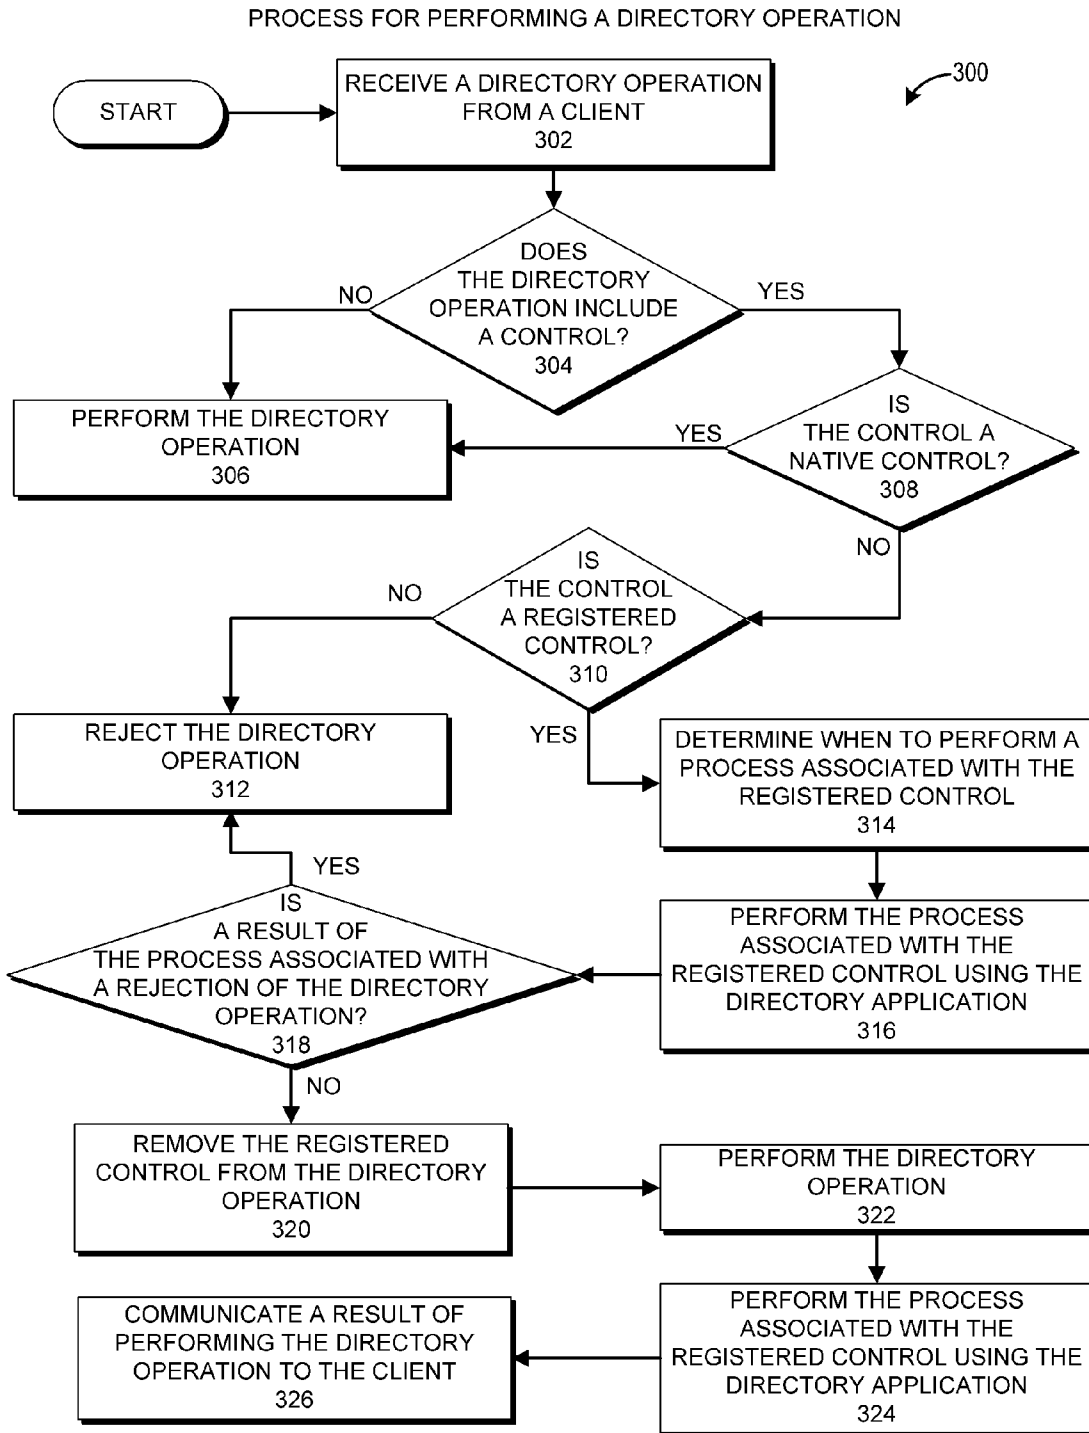 PROCESS FOR PERFORMING A DIRECTORY OPERATION
300
START
RECEIVE A DIRECTORY OPERATION
FROM A CLIENT
302
DOES
THE DIRECTORY
OPERATION INCLUDE
A CONTROL?
304
NO
YES
PERFORM THE DIRECTORY
OPERATION
306
YES
IS
THE CONTROL A
NATIVE CONTROL?
308
NO
IS
THE CONTROL
A REGISTERED
CONTROL?
310
NO
YES
REJECT THE DIRECTORY
OPERATION
312
DETERMINE WHEN TO PERFORM A
PROCESS ASSOCIATED WITH THE
REGISTERED CONTROL
314
YES
IS
A RESULT OF
THE PROCESS ASSOCIATED WITH
A REJECTION OF THE DIRECTORY
OPERATION?
318
PERFORM THE PROCESS
ASSOCIATED WITH THE
REGISTERED CONTROL USING THE
DIRECTORY APPLICATION
316
NO
REMOVE THE REGISTERED
CONTROL FROM THE DIRECTORY
OPERATION
320
PERFORM THE DIRECTORY
OPERATION
322
COMMUNICATE A RESULT OF
PERFORMING THE DIRECTORY
OPERATION TO THE CLIENT
326
PERFORM THE PROCESS
ASSOCIATED WITH THE
REGISTERED CONTROL USING THE
DIRECTORY APPLICATION
324